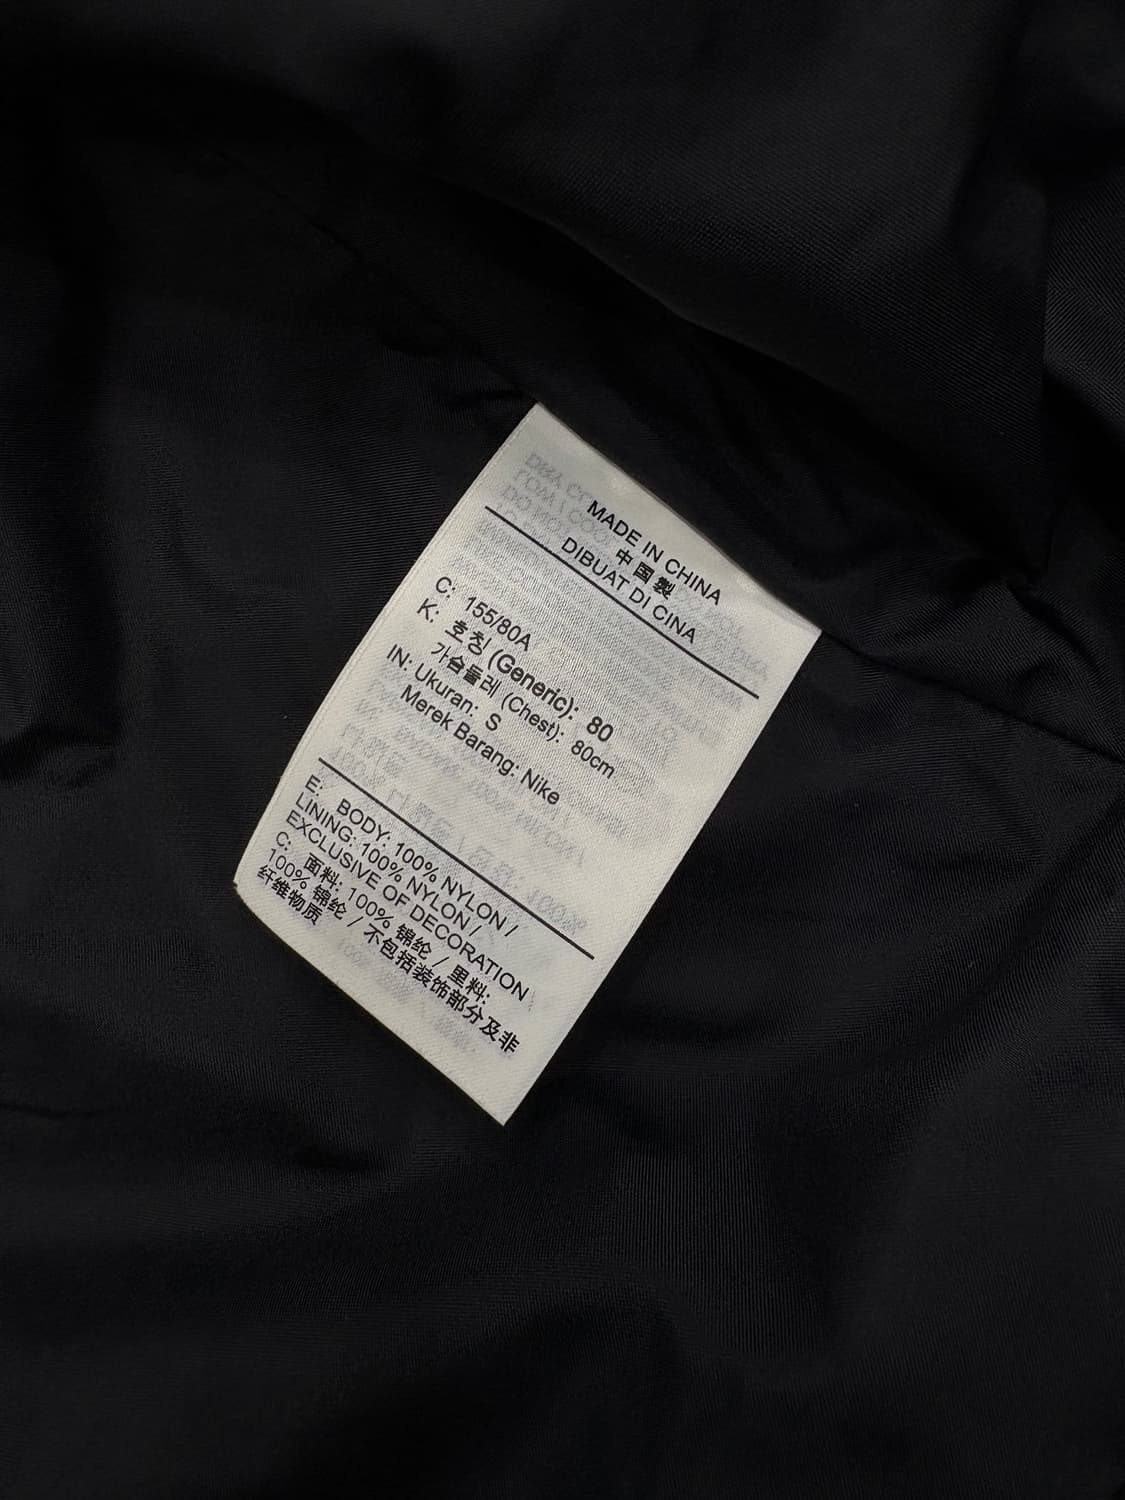 MADE IN CHINA
中国製
DIBUAT DI CINA
C: 155/80A
K: 호칭 (Generic): 80
가슴둘레 (Chest): 80cm
IN: Ukuran: S
Merek Barang: Nike
E: BODY: 100% NYLON /
LINING: 100% NYLON /
EXCLUSIVE OF DECORATION
C: 面料: 100% 锦纶 / 里料:
100% 锦纶 / 不包括装饰部分及非
纤维物质